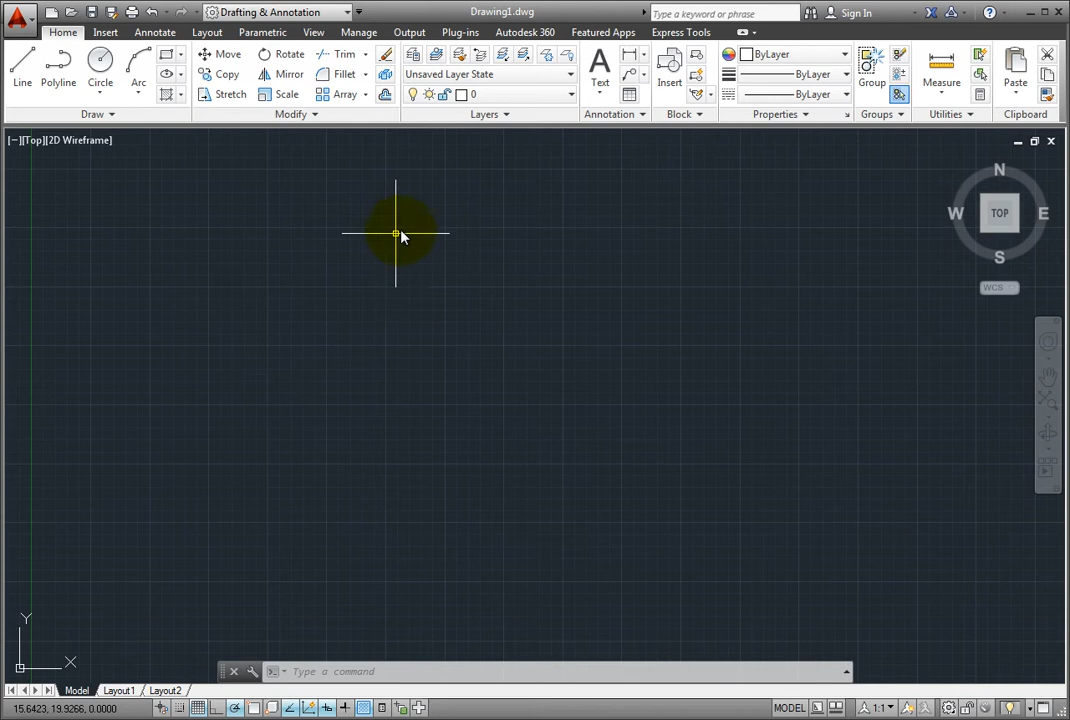 Drafting & Annotation
Drawing1.dwg
Type a keyword or phrase
Sign In
Home Insert Annotate Layout Parametric View Manage Output Plug-ins Autodesk 360 Featured Apps Express Tools
Line Polyline Circle Arc
Move Rotate Trim
Copy Mirror Fillet
Stretch Scale Array
Unsaved Layer State
0
Text
Insert
ByLayer
ByLayer
ByLayer
Group
Measure
Paste
Draw Modify Layers Annotation Block Properties Groups Utilities Clipboard
[−][Top][2D Wireframe]
N
W TOP E
S
WCS
Y
X
Type a command
Model Layout1 Layout2
15.6423, 19.9266, 0.0000
MODEL
1:1